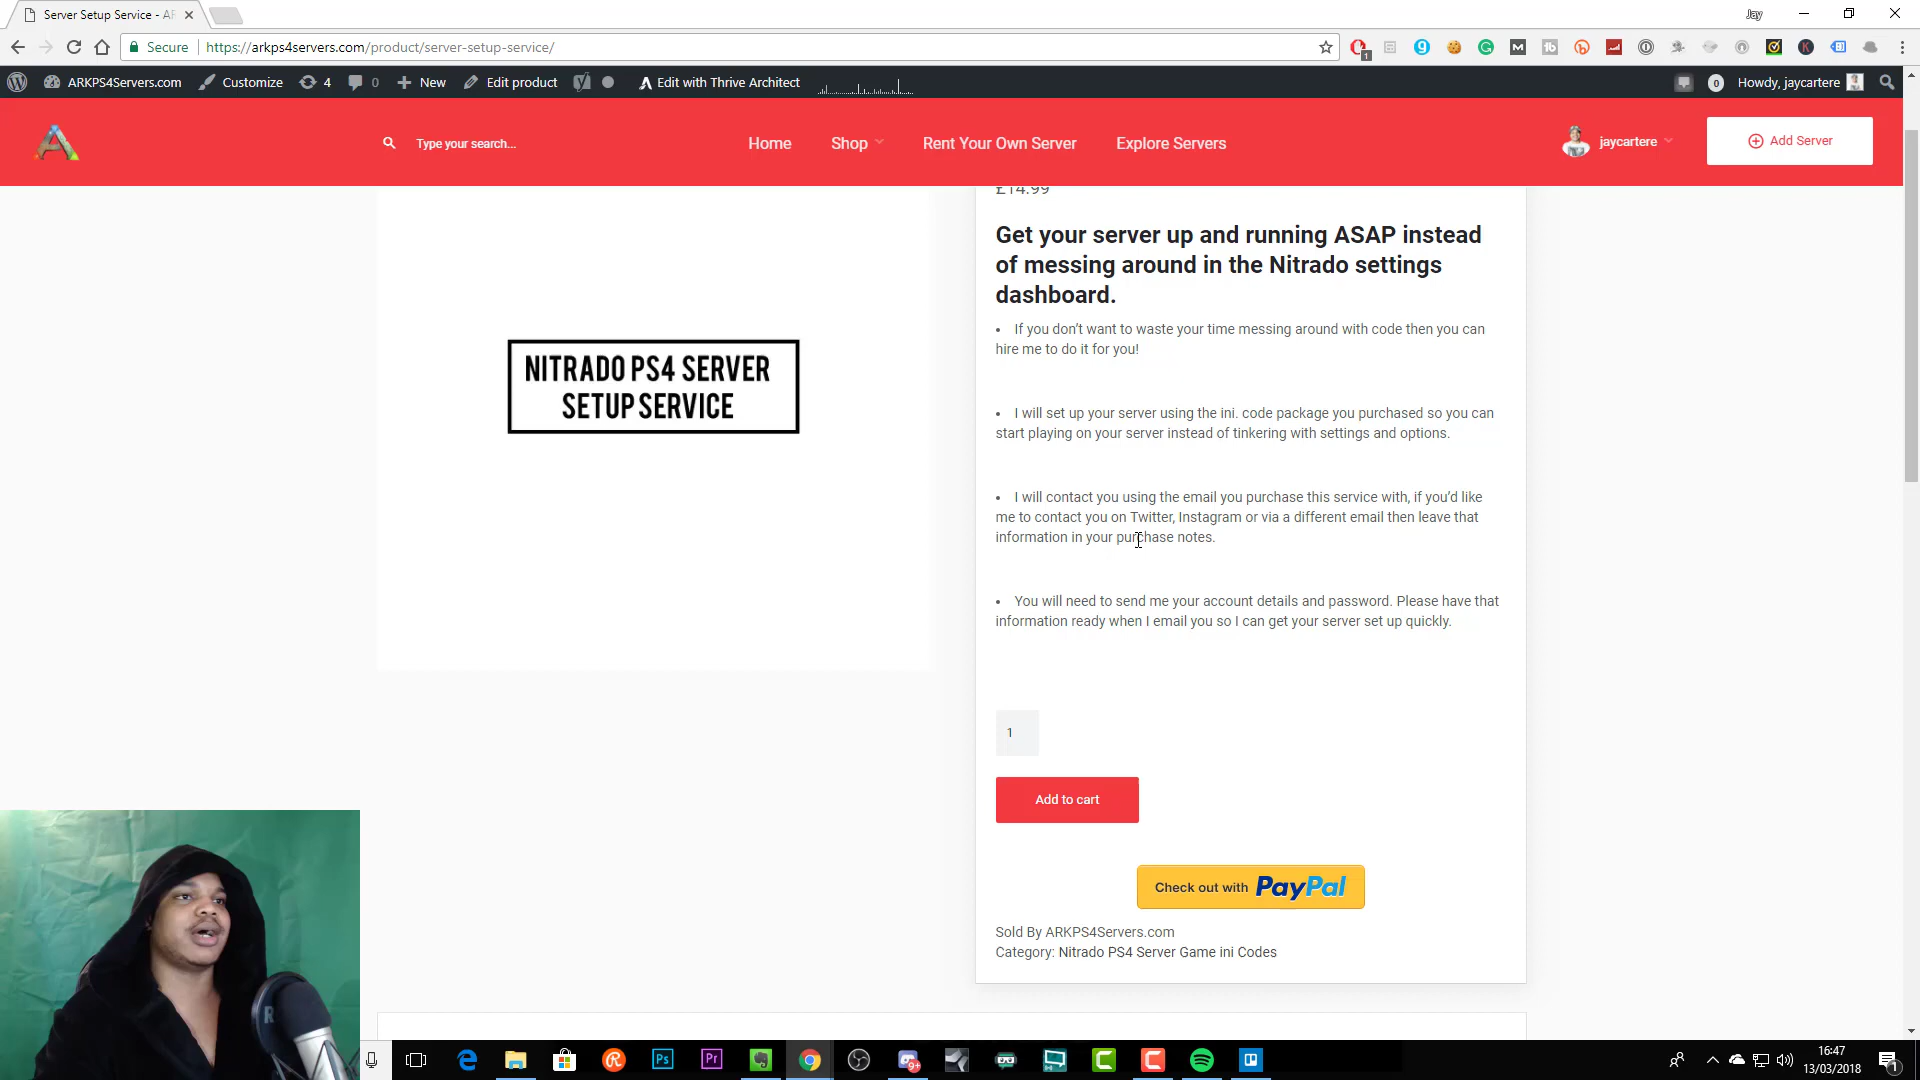 Server Setup Service - AR
Jay
Secure
https://arkps4servers.com/product/server-setup-service/
1
ARKPS4Servers.com
Customize
4
0
New
Edit product
Edit with Thrive Architect
0
Howdy, jaycartere
Type your search...
Home
Shop
Rent Your Own Server
Explore Servers
jaycartere
Add Server
£14.99
Get your server up and running ASAP instead
of messing around in the Nitrado settings
dashboard.
• If you don’t want to waste your time messing around with code then you can
hire me to do it for you!
NITRADO PS4 SERVER
SETUP SERVICE
• I will set up your server using the ini. code package you purchased so you can
start playing on your server instead of tinkering with settings and options.
• I will contact you using the email you purchase this service with, if you’d like
me to contact you on Twitter, Instagram or via a different email then leave that
information in your purchase notes.
• You will need to send me your account details and password. Please have that
information ready when I email you so I can get your server set up quickly.
1
Add to cart
Check out with PayPal
Sold By ARKPS4Servers.com
Category: Nitrado PS4 Server Game ini Codes
Ps
Pr
9+
16:47
13/03/2018
1